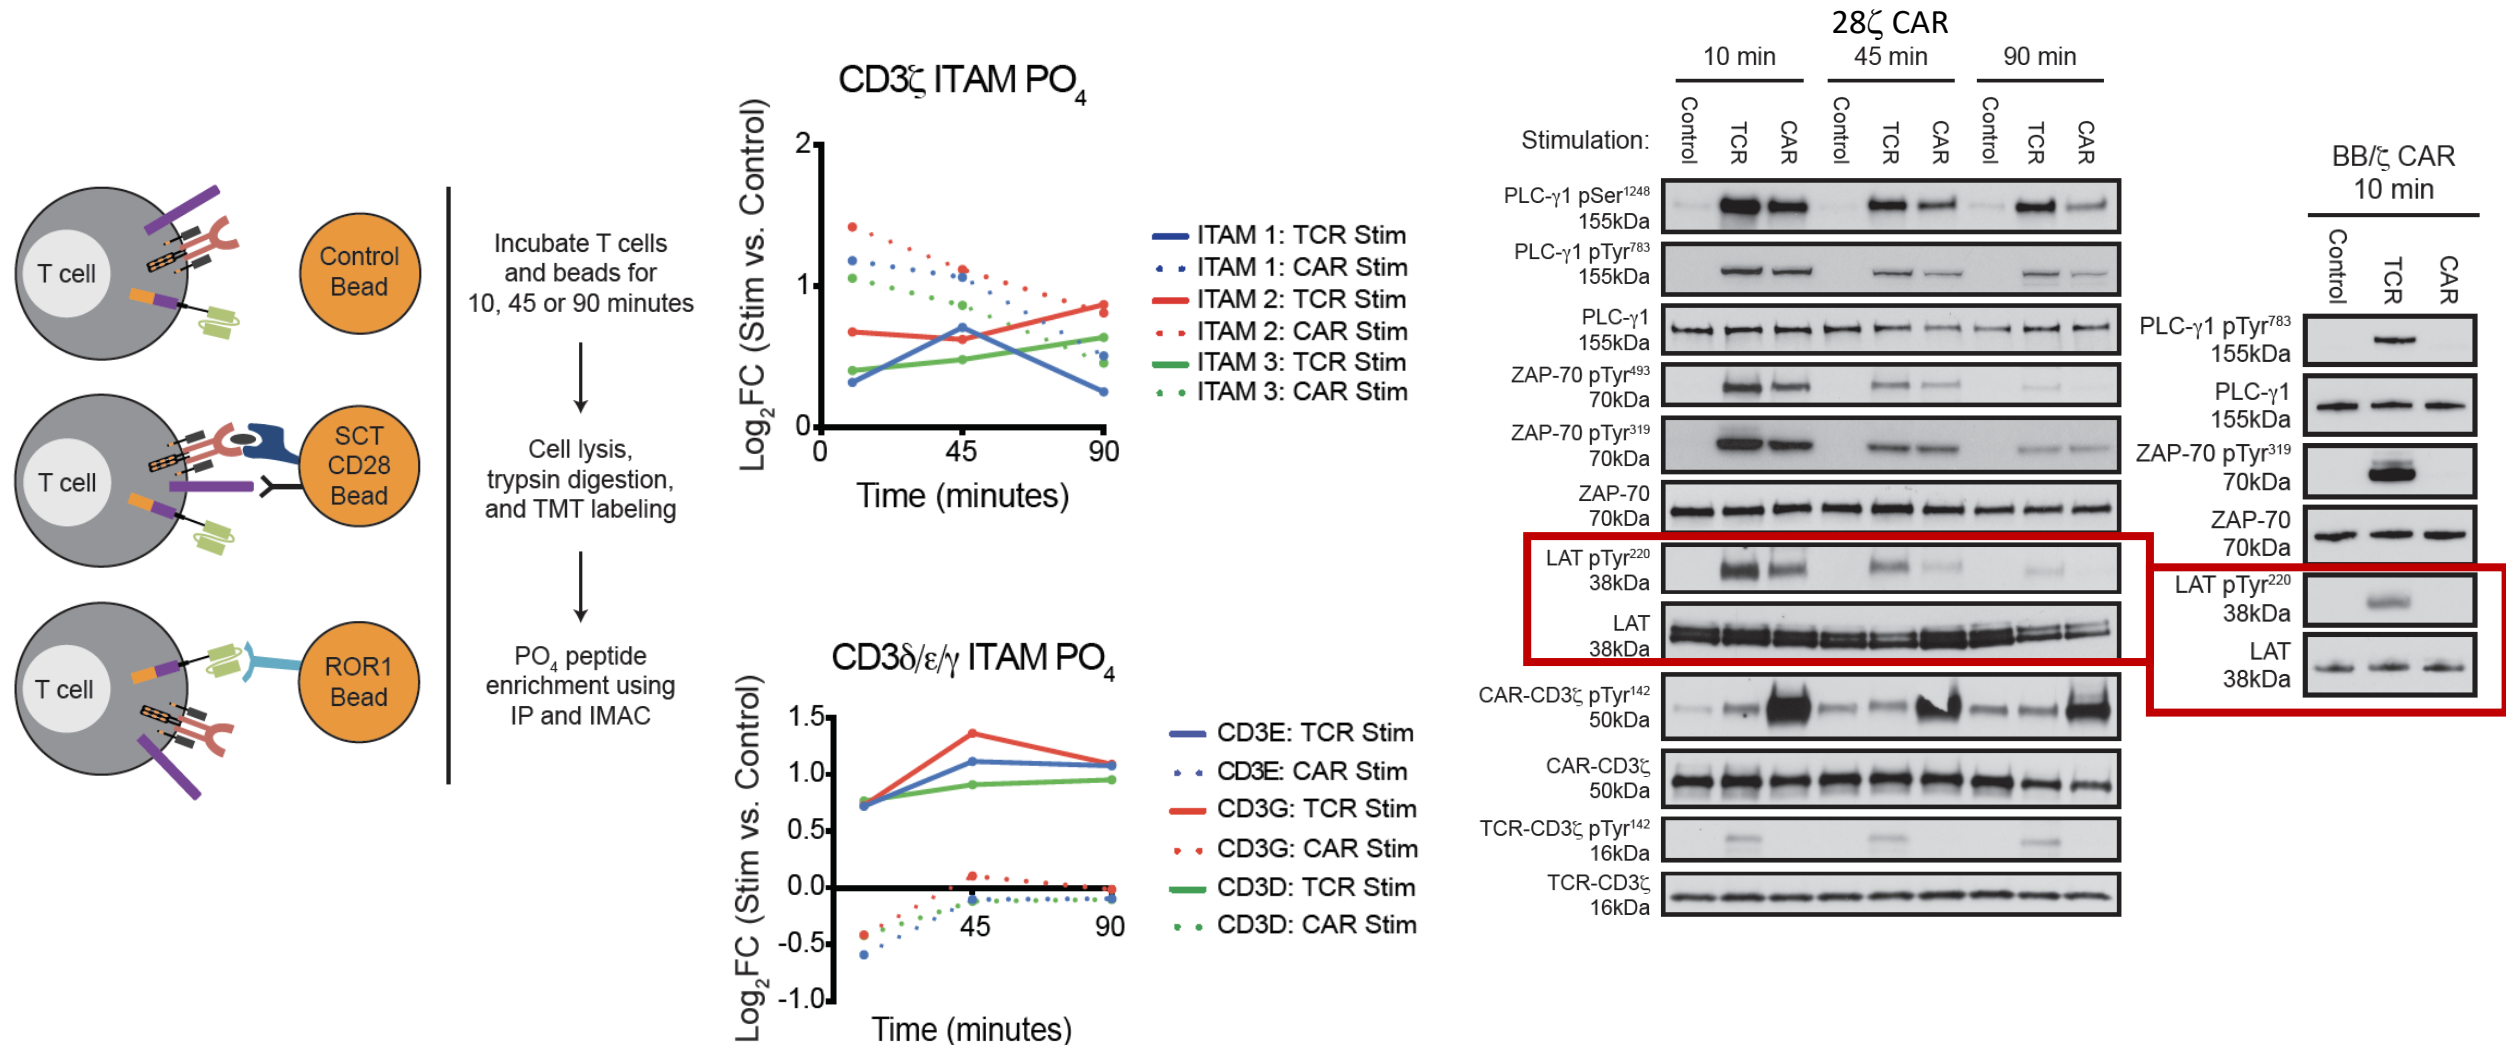 T cell
Control
Bead
T cell
SCT
CD28
Bead
T cell
ROR1
Bead
Incubate T cells
and beads for
10, 45 or 90 minutes
Cell lysis,
trypsin digestion,
and TMT labeling
PO4 peptide
enrichment using
IP and IMAC
CD3ζ ITAM PO4
Log2FC (Stim vs. Control)
2
1
0
0
45
90
Time (minutes)
ITAM 1: TCR Stim
ITAM 1: CAR Stim
ITAM 2: TCR Stim
ITAM 2: CAR Stim
ITAM 3: TCR Stim
ITAM 3: CAR Stim
CD3δ/ε/γ ITAM PO4
Log2FC (Stim vs. Control)
1.5
1.0
0.5
0.0
-0.5
-1.0
45
90
Time (minutes)
CD3E: TCR Stim
CD3E: CAR Stim
CD3G: TCR Stim
CD3G: CAR Stim
CD3D: TCR Stim
CD3D: CAR Stim
28ζ CAR
10 min
45 min
90 min
Stimulation:
Control
TCR
CAR
Control
TCR
CAR
Control
TCR
CAR
PLC-γ1 pSer1248
155kDa
PLC-γ1 pTyr783
155kDa
PLC-γ1
155kDa
ZAP-70 pTyr493
70kDa
ZAP-70 pTyr319
70kDa
ZAP-70
70kDa
LAT pTyr220
38kDa
LAT
38kDa
CAR-CD3ζ pTyr142
50kDa
CAR-CD3ζ
50kDa
TCR-CD3ζ pTyr142
16kDa
TCR-CD3ζ
16kDa
BB/ζ CAR
10 min
Control
TCR
CAR
PLC-γ1 pTyr783
155kDa
PLC-γ1
155kDa
ZAP-70 pTyr319
70kDa
ZAP-70
70kDa
LAT pTyr220
38kDa
LAT
38kDa